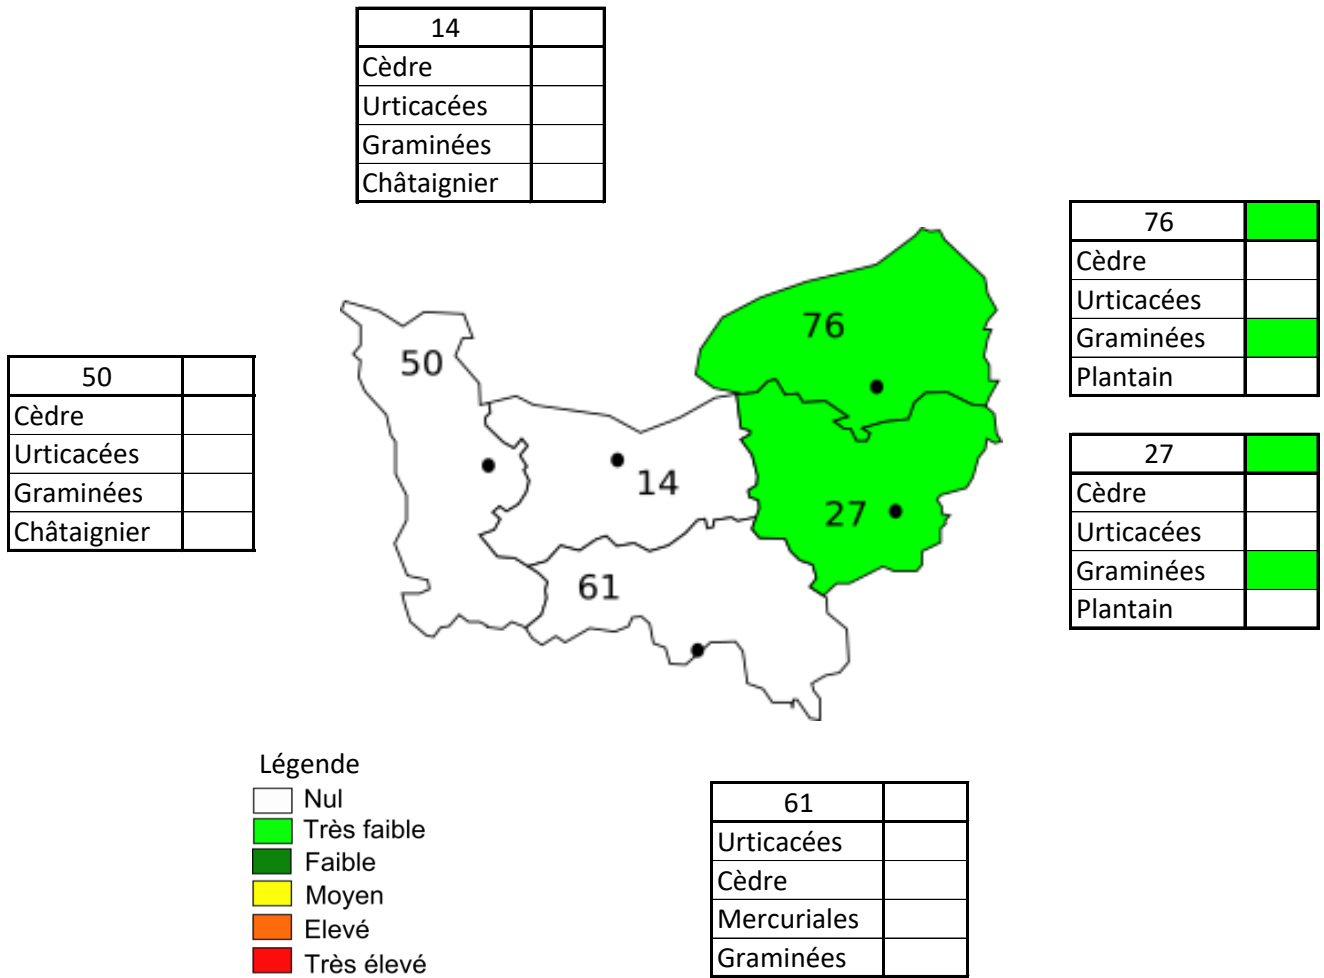 14
Cèdre
Urticacées
Graminées
Châtaignier
76
Cèdre
Urticacées
Graminées
Plantain
50
Cèdre
Urticacées
Graminées
Châtaignier
76
50
14
27
61
27
Cèdre
Urticacées
Graminées
Plantain
Légende
Nul
Très faible
Faible
Moyen
Elevé
Très élevé
61
Urticacées
Cèdre
Mercuriales
Graminées